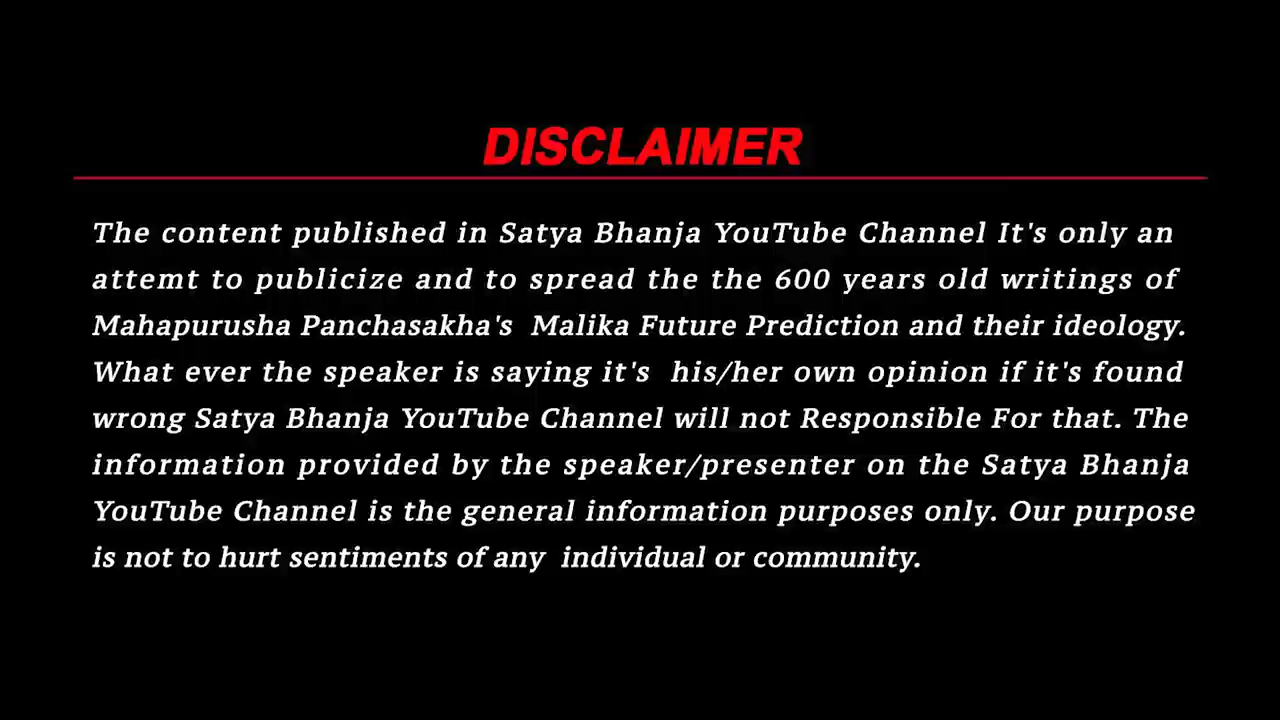 DISCLAIMER
The content published in Satya Bhanja YouTube Channel It's only an
attemt to publicize and to spread the the 600 years old writings of
Mahapurusha Panchasakha's Malika Future Prediction and their ideology.
What ever the speaker is saying it's his/her own opinion if it's found
wrong Satya Bhanja YouTube Channel will not Responsible For that. The
information provided by the speaker/presenter on the Satya Bhanja
YouTube Channel is the general information purposes only. Our purpose
is not to hurt sentiments of any individual or community.